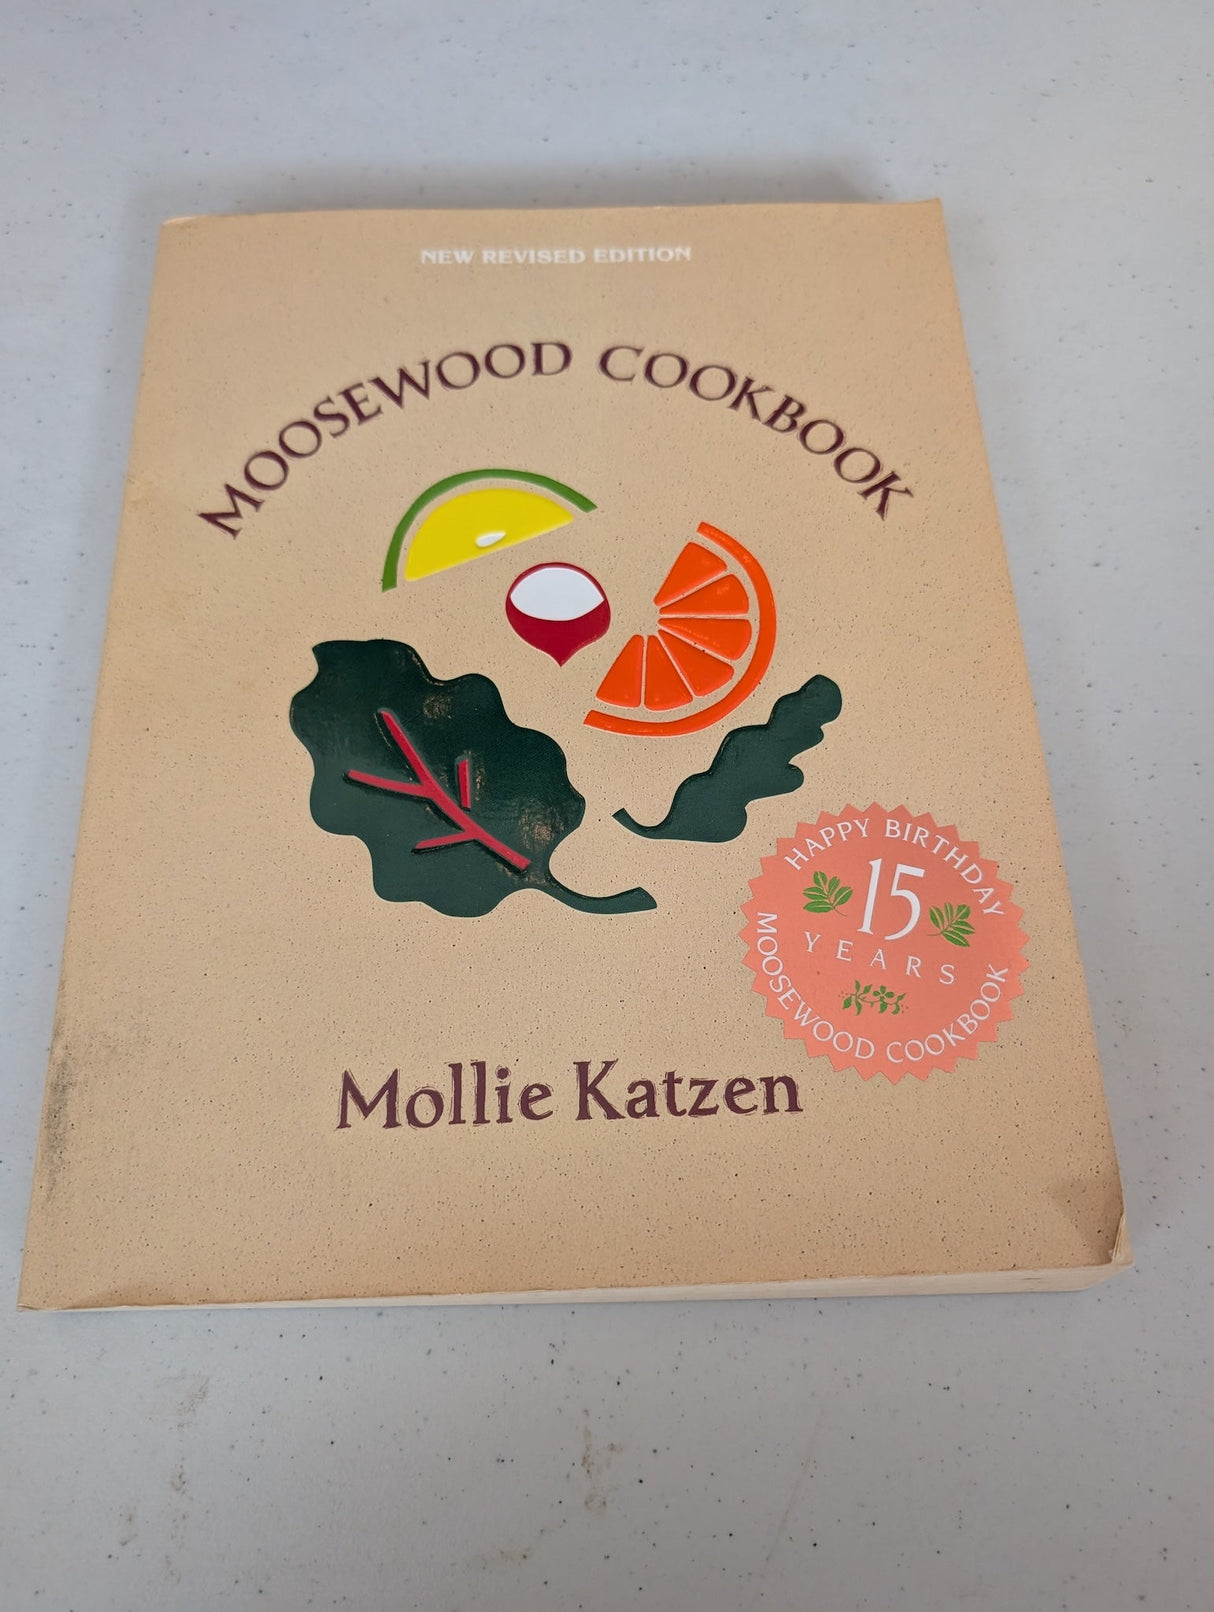 NEW REVISED EDITION
MOOSEWOOD COOKBOOK
HAPPY BIRTHDAY
15
YEARS
MOOSEWOOD COOKBOOK
Mollie Katzen